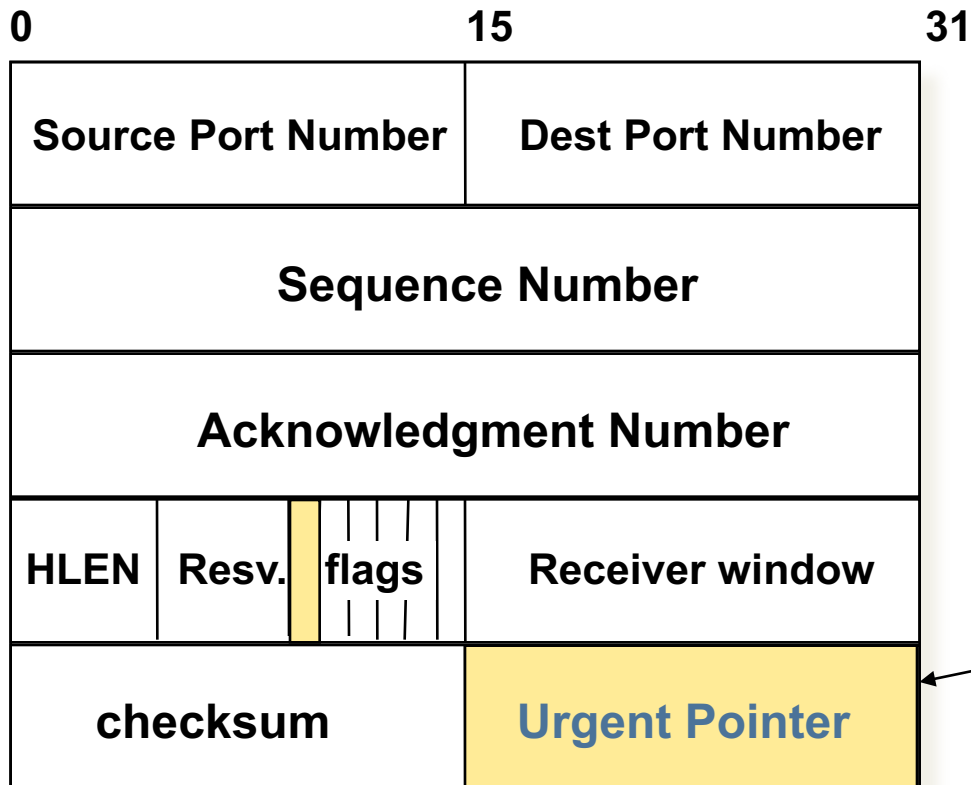 0 15 31
Source Port Number Dest Port Number
Sequence Number
Acknowledgment Number
HLEN Resv. flags Receiver window
checksum Urgent Pointer